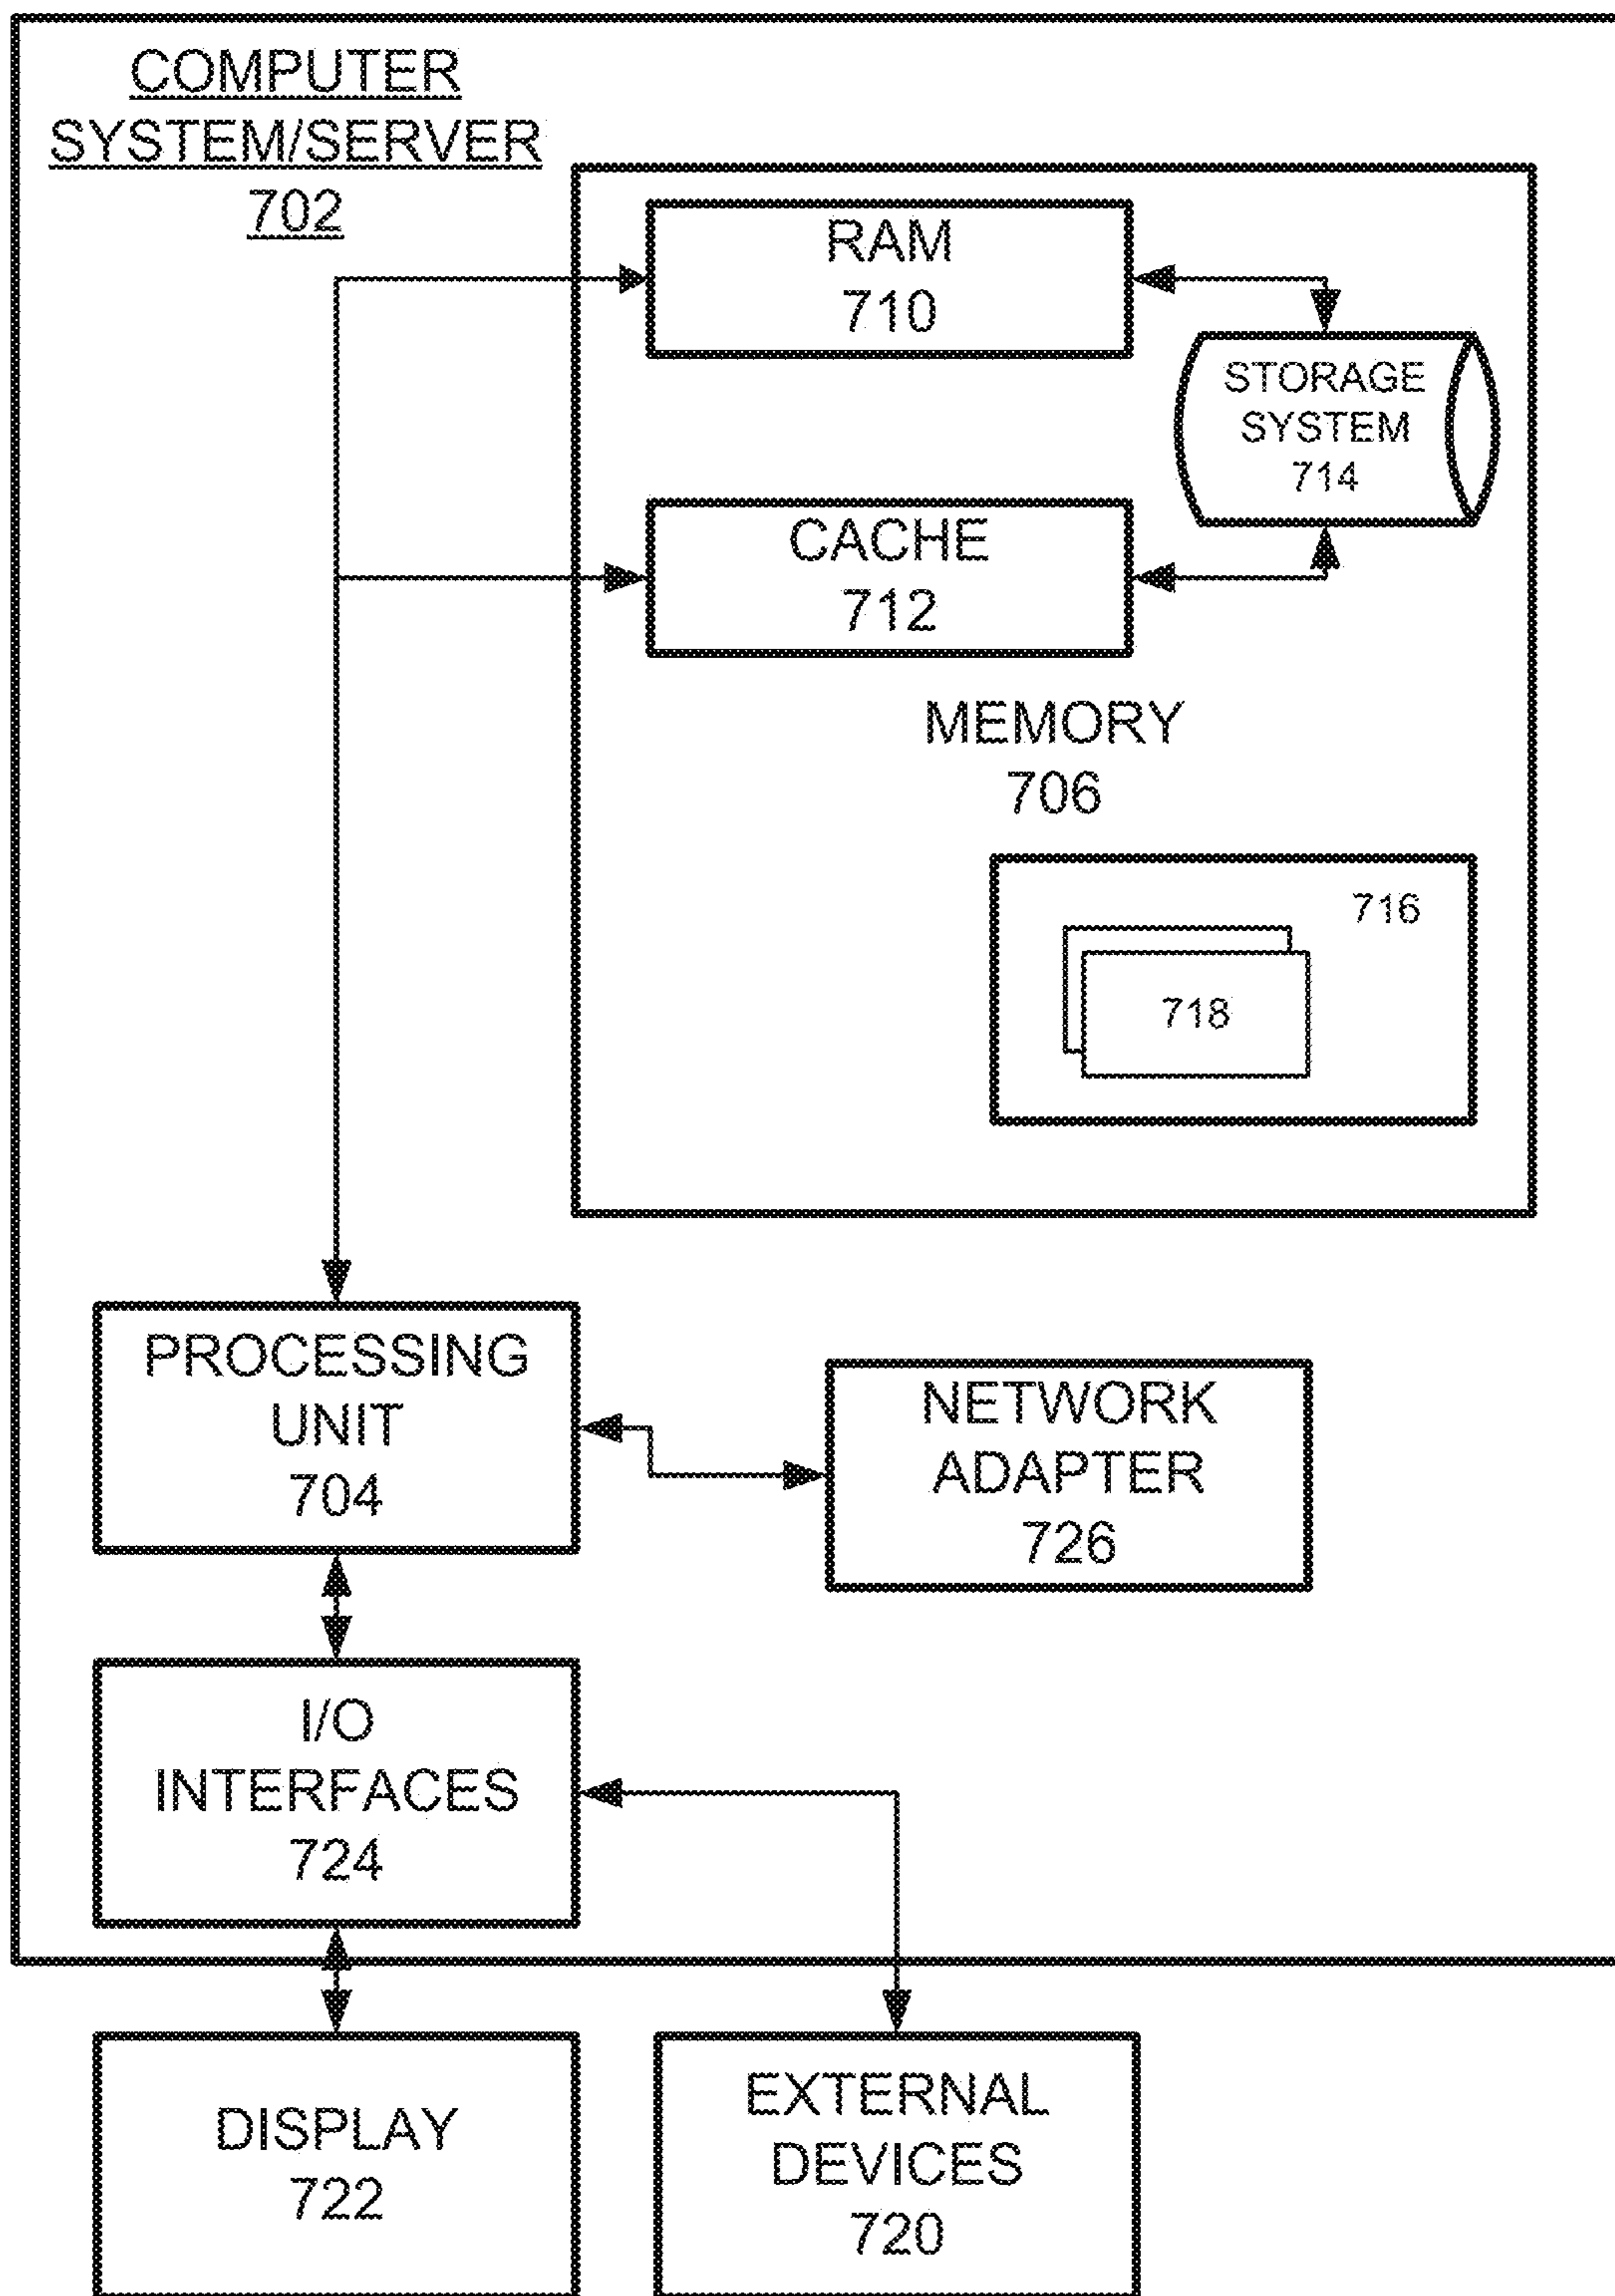 COMPUTER
SYSTEM/SERVER
702
RAM
710
STORAGE
SYSTEM
714
CACHE
712
MEMORY
706
716
718
PROCESSING
UNIT
704
NETWORK
ADAPTER
726
I/O
INTERFACES
724
DISPLAY
722
EXTERNAL
DEVICES
720